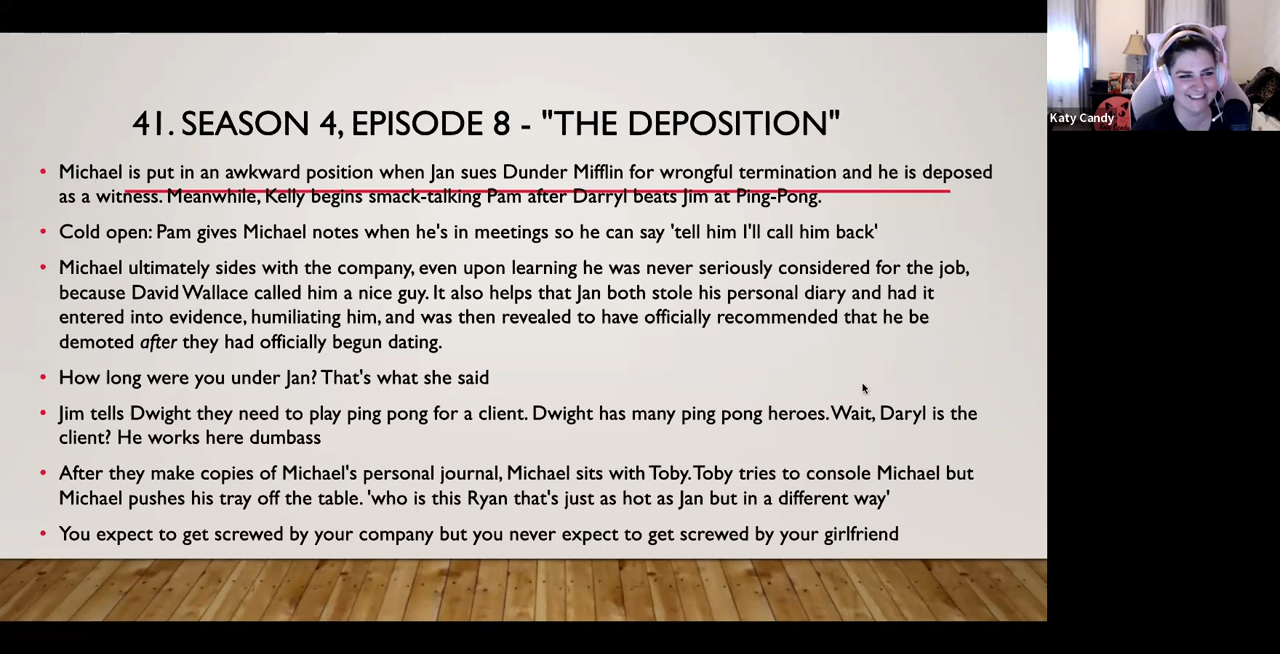 41. SEASON 4, EPISODE 8 - "THE DEPOSITION"
Michael is put in an awkward position when Jan sues Dunder Mifflin for wrongful termination and he is deposed
as a witness. Meanwhile, Kelly begins smack-talking Pam after Darryl beats Jim at Ping-Pong.
Cold open: Pam gives Michael notes when he's in meetings so he can say 'tell him I'll call him back'
Michael ultimately sides with the company, even upon learning he was never seriously considered for the job,
because David Wallace called him a nice guy. It also helps that Jan both stole his personal diary and had it
entered into evidence, humiliating him, and was then revealed to have officially recommended that he be
demoted after they had officially begun dating.
How long were you under Jan? That's what she said
Jim tells Dwight they need to play ping pong for a client. Dwight has many ping pong heroes. Wait, Daryl is the
client? He works here dumbass
After they make copies of Michael's personal journal, Michael sits with Toby. Toby tries to console Michael but
Michael pushes his tray off the table. 'who is this Ryan that's just as hot as Jan but in a different way'
You expect to get screwed by your company but you never expect to get screwed by your girlfriend
Katy Candy